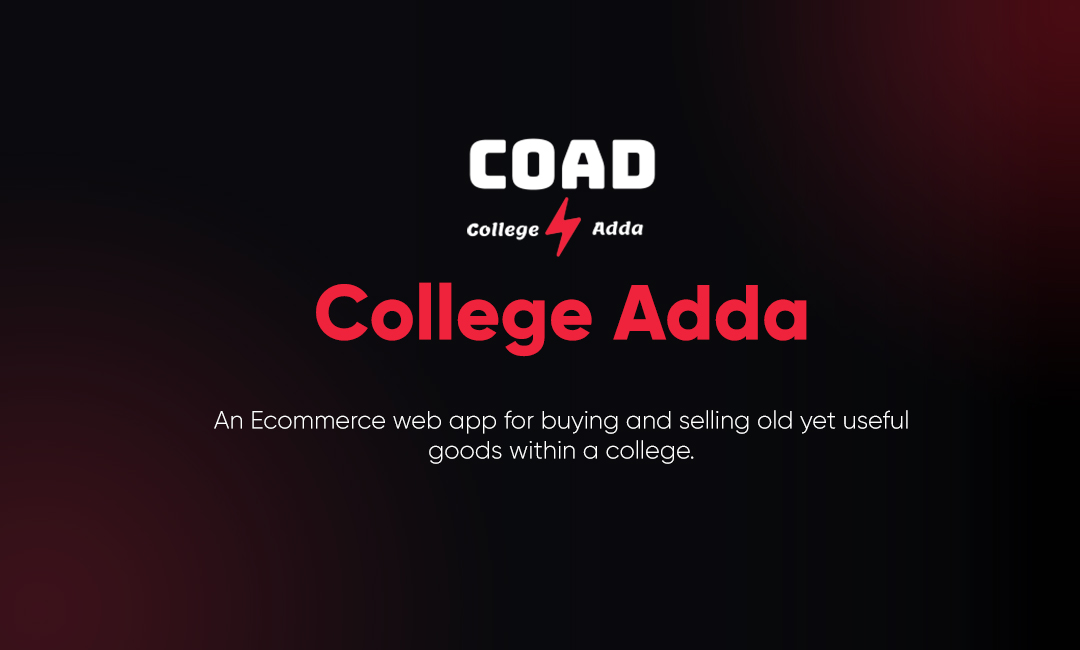 COAD
College Adda
College Adda
An Ecommerce web app for buying and selling old yet useful
goods within a college.